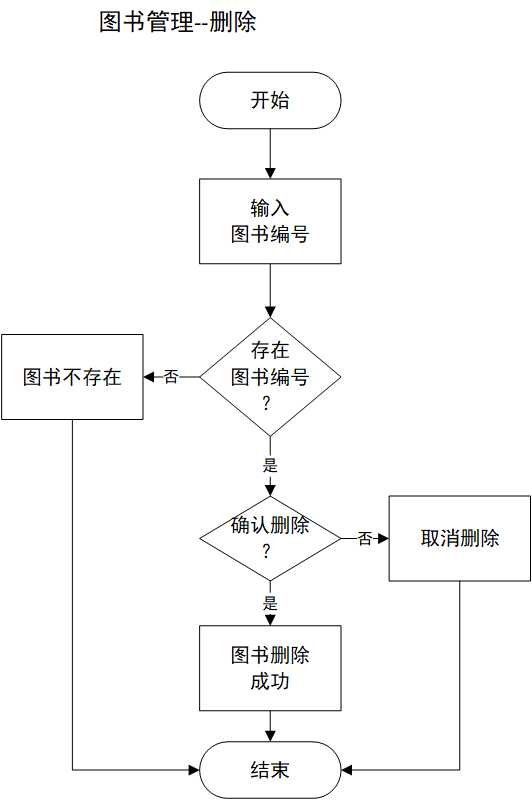 图书管理--删除
开始
输入
图书编号
存在
图书编号
？
否
图书不存在
是
确认删除
？
否
取消删除
是
图书删除
成功
结束